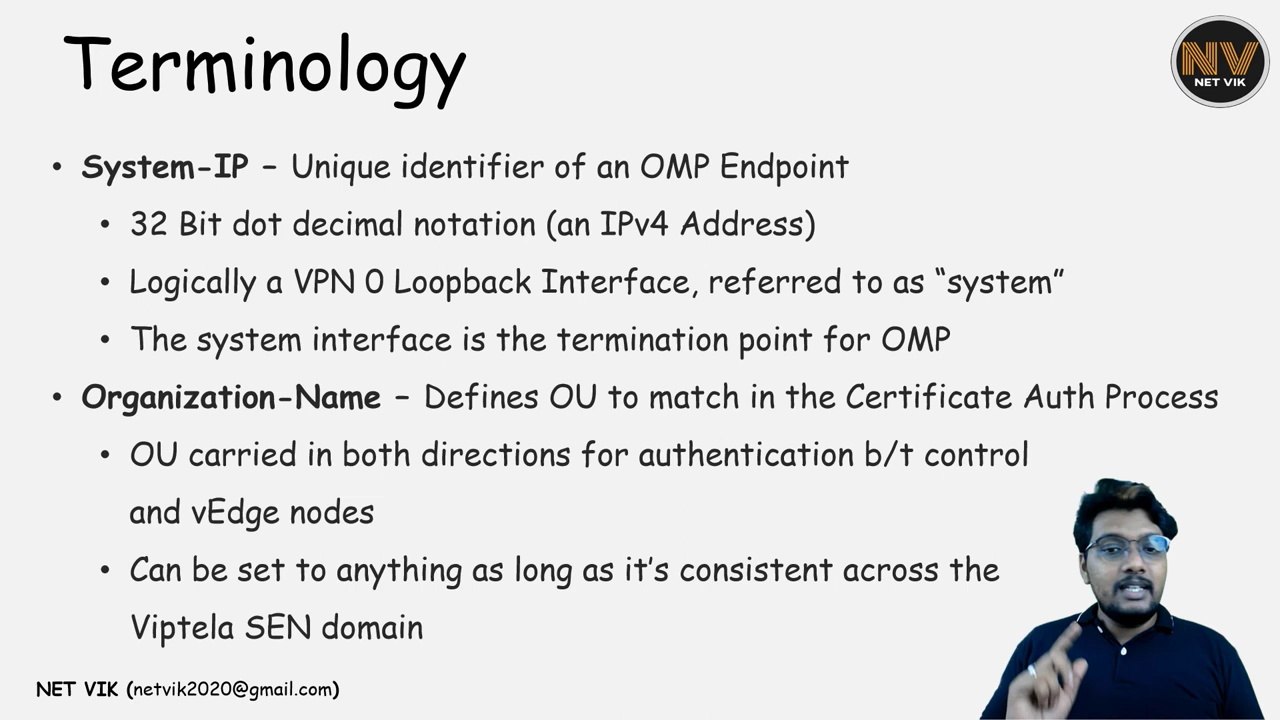 Terminology
NV
NET VIK
• System-IP – Unique identifier of an OMP Endpoint
• 32 Bit dot decimal notation (an IPv4 Address)
• Logically a VPN 0 Loopback Interface, referred to as “system”
• The system interface is the termination point for OMP
• Organization-Name – Defines OU to match in the Certificate Auth Process
• OU carried in both directions for authentication b/t control
and vEdge nodes
• Can be set to anything as long as it’s consistent across the
Viptela SEN domain
NET VIK (netvik2020@gmail.com)